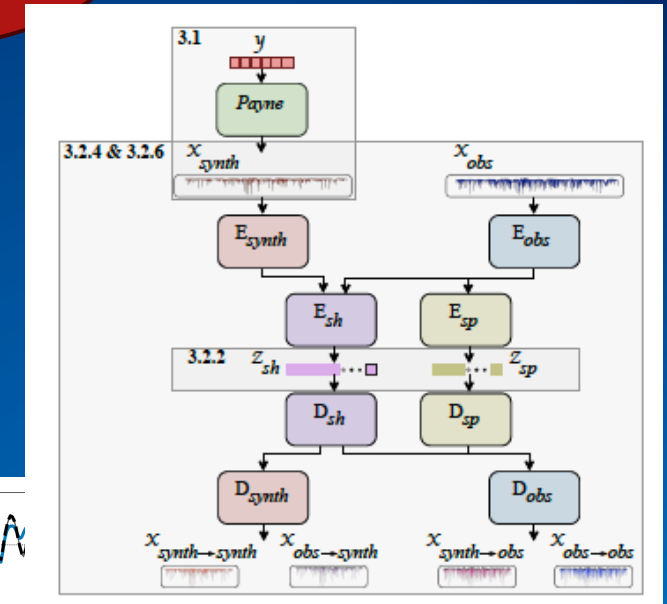 3.1 y
Payne
3.2.4 & 3.2.6 x synth x obs
E synth E obs
E sh E sp
3.2.2 z sh ... z sp ...
D sh D sp
D synth D obs
x synth→synth x obs→synth x synth→obs x obs→obs